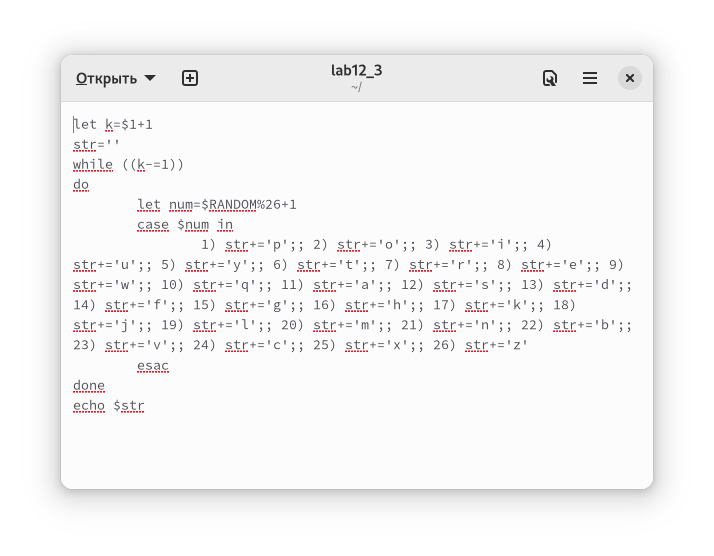 Открыть
lab12_3
~/
let k=$1+1
str=''
while ((k-=1))
do
let num=$RANDOM%26+1
case $num in
1) str+='p';; 2) str+='o';; 3) str+='i';; 4)
str+='u';; 5) str+='y';; 6) str+='t';; 7) str+='r';; 8) str+='e';; 9)
str+='w';; 10) str+='q';; 11) str+='a';; 12) str+='s';; 13) str+='d';;
14) str+='f';; 15) str+='g';; 16) str+='h';; 17) str+='k';; 18)
str+='j';; 19) str+='l';; 20) str+='m';; 21) str+='n';; 22) str+='b';;
23) str+='v';; 24) str+='c';; 25) str+='x';; 26) str+='z'
esac
done
echo $str